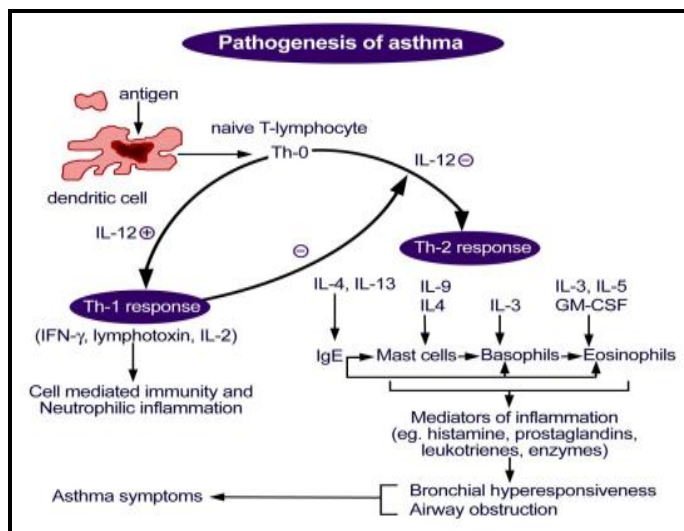 Pathogenesis of asthma
antigen
naive T-lymphocyte
Th-0
IL-12 ⊖
dendritic cell
IL-12 ⊕
⊖
Th-2 response
Th-1 response
(IFN-γ, lymphotoxin, IL-2)
IL-4, IL-13
IL-9
IL4
IL-3
IL-3, IL-5
GM-CSF
IgE
Mast cells
Basophils
Eosinophils
Cell mediated immunity and
Neutrophilic inflammation
Mediators of inflammation
(eg. histamine, prostaglandins,
leukotrienes, enzymes)
Asthma symptoms
Bronchial hyperesponsiveness
Airway obstruction